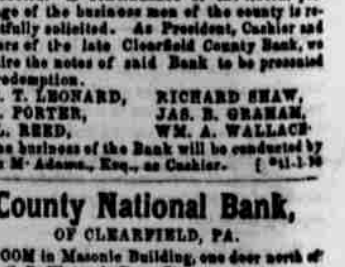 ge of the business men of the county is re-
tfully solicited. As President, Cashier and
ers of the late Clearfield County Bank, we
ire the notes of said Bank to be presented
redemption.
. T. LEONARD, RICHARD SHAW,
. PORTER, JAS. B. GRAHAM,
L. REED, WM. A. WALLACE
he business of the Bank will be conducted by
M'Adams, Esq., as Cashier.
County National Bank,
OF CLEARFIELD, PA.
OOM in Masonic Building, one door north of